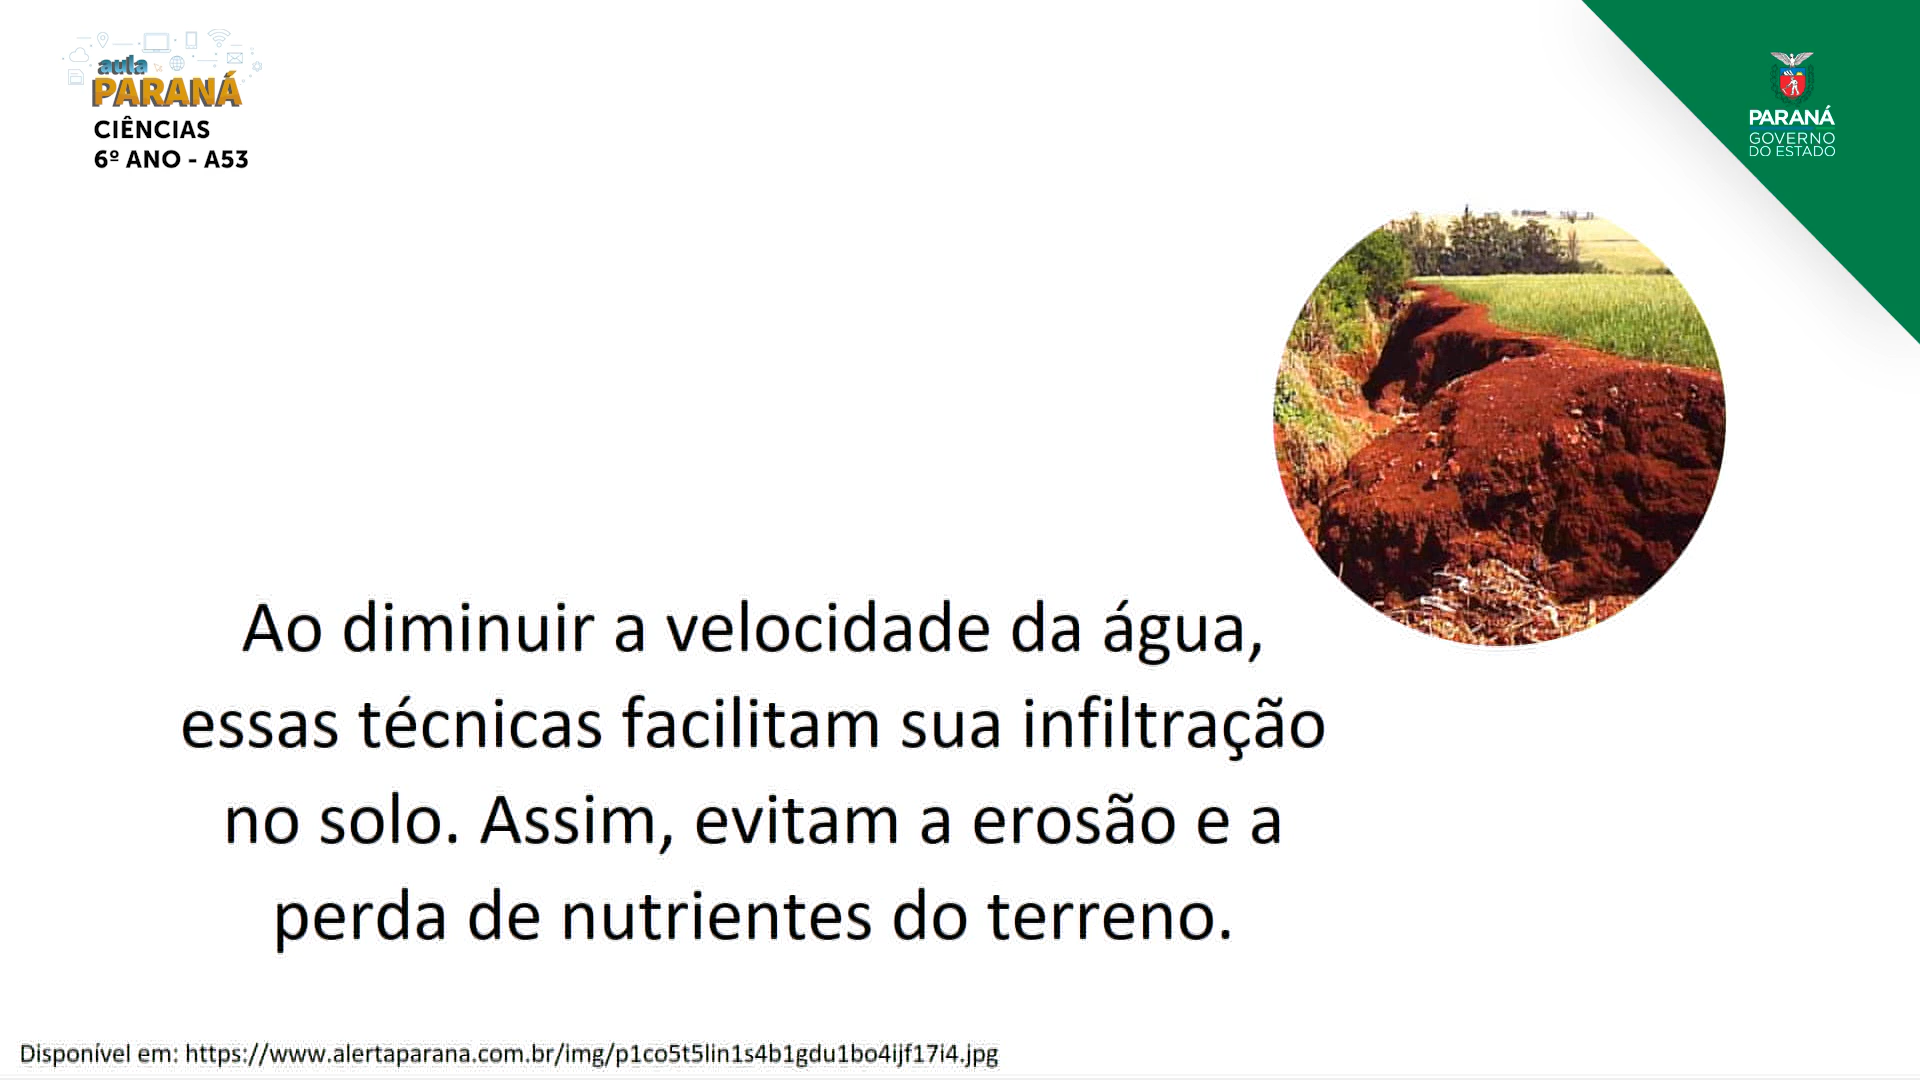 aula
PARANÁ
CIÊNCIAS
6º ANO - A53
PARANÁ
GOVERNO
DO ESTADO
Ao diminuir a velocidade da água,
essas técnicas facilitam sua infiltração
no solo. Assim, evitam a erosão e a
perda de nutrientes do terreno.
Disponível em: https://www.alertaparana.com.br/img/p1co5t5lin1s4b1gdu1bo4ijf17i4.jpg